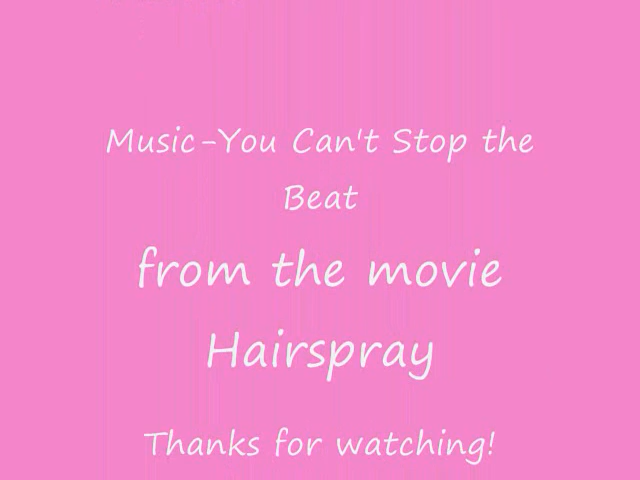 Music-You Can't Stop the
Beat
from the movie
Hairspray
Thanks for watching!